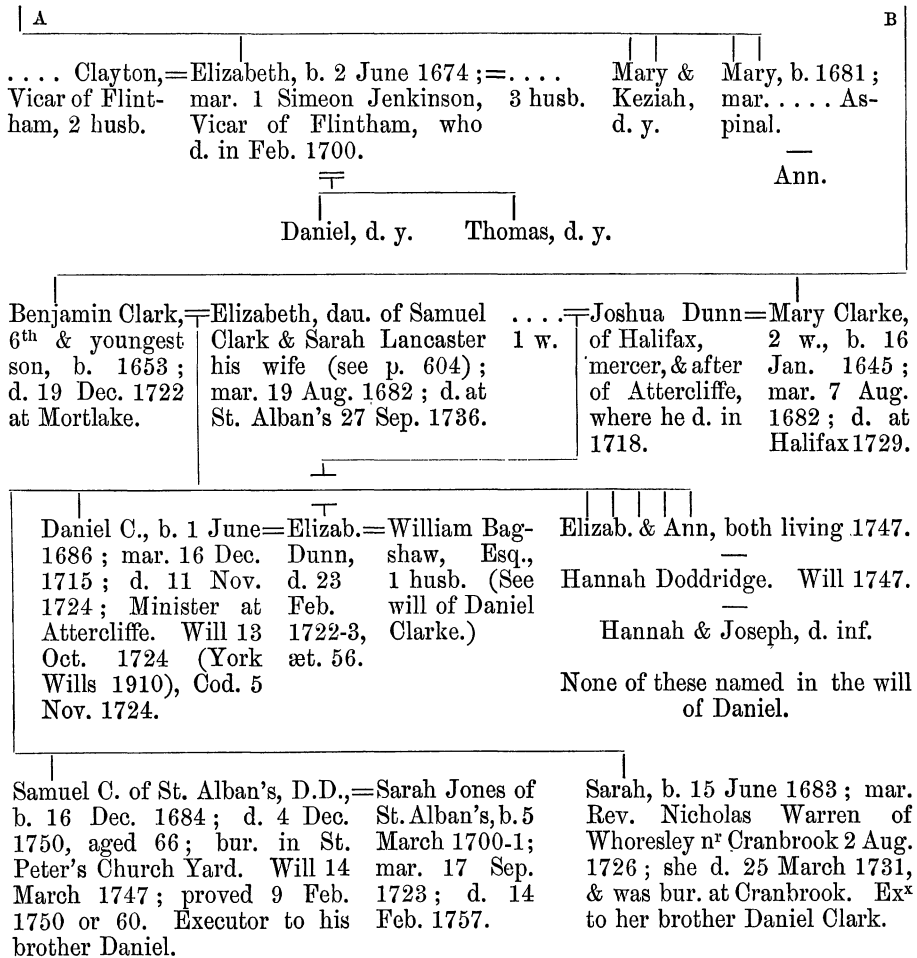 A
B
. . . . Clayton,
Vicar of Flint-
ham, 2 husb.
=
Elizabeth, b. 2 June 1674 ;
mar. 1 Simeon Jenkinson,
Vicar of Flintham, who
d. in Feb. 1700.
=. . . .
3 husb.
Mary &
Keziah,
d. y.
Mary, b. 1681 ;
mar. . . . . As-
pinal.
—
Ann.
Daniel, d. y.
Thomas, d. y.
Benjamin Clark,
6th & youngest
son, b. 1653 ;
d. 19 Dec. 1722
at Mortlake.
Elizabeth, dau. of Samuel
Clark & Sarah Lancaster
his wife (see p. 604) ;
mar. 19 Aug. 1682 ; d. at
St. Alban's 27 Sep. 1736.
. . . .
1 w.
Joshua Dunn
of Halifax,
mercer, & after
of Attercliffe,
where he d. in
1718.
=
Mary Clarke,
2 w., b. 16
Jan. 1645 ;
mar. 7 Aug.
1682 ; d. at
Halifax 1729.
Daniel C., b. 1 June
1686 ; mar. 16 Dec.
1715 ; d. 11 Nov.
1724 ; Minister at
Attercliffe. Will 13
Oct. 1724 (York
Wills 1910), Cod. 5
Nov. 1724.
=
Elizab.
Dunn,
d. 23
Feb.
1722-3,
æt. 56.
=
William Bag-
shaw, Esq.,
1 husb. (See
will of Daniel
Clarke.)
Elizab. & Ann, both living 1747.
—
Hannah Doddridge. Will 1747.
—
Hannah & Joseph, d. inf.
None of these named in the will
of Daniel.
Samuel C. of St. Alban's, D.D.,
b. 16 Dec. 1684 ; d. 4 Dec.
1750, aged 66 ; bur. in St.
Peter's Church Yard. Will 14
March 1747 ; proved 9 Feb.
1750 or 60. Executor to his
brother Daniel.
=
Sarah Jones of
St. Alban's, b. 5
March 1700-1;
mar. 17 Sep.
1723 ; d. 14
Feb. 1757.
Sarah, b. 15 June 1683 ; mar.
Rev. Nicholas Warren of
Whoresley nr Cranbrook 2 Aug.
1726 ; she d. 25 March 1731,
& was bur. at Cranbrook. Exx
to her brother Daniel Clark.